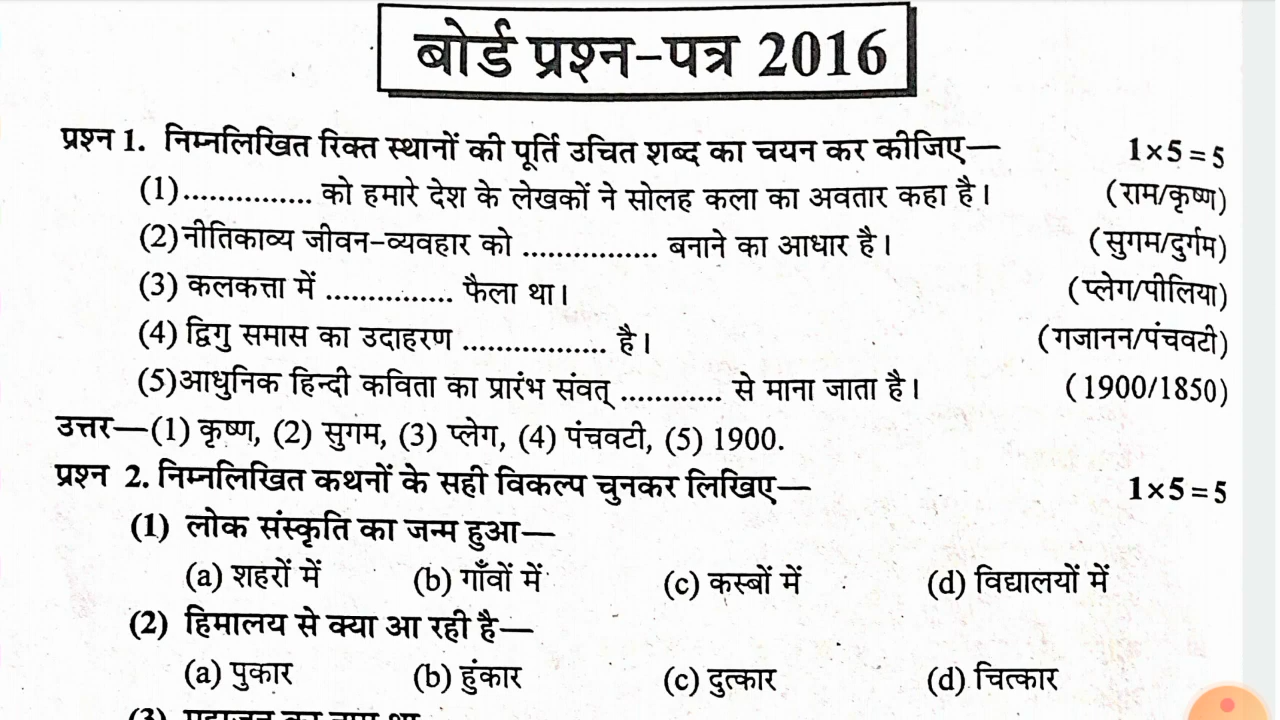 बोर्ड प्रश्न-पत्र 2016
प्रश्न 1. निम्नलिखित रिक्त स्थानों की पूर्ति उचित शब्द का चयन कर कीजिए— 1×5=5
(1)............... को हमारे देश के लेखकों ने सोलह कला का अवतार कहा है। (राम/कृष्ण)
(2)नीतिकाव्य जीवन-व्यवहार को ................ बनाने का आधार है। (सुगम/दुर्गम)
(3) कलकत्ता में ............... फैला था। (प्लेग/पीलिया)
(4) द्विगु समास का उदाहरण ................. है। (गजानन/पंचवटी)
(5)आधुनिक हिन्दी कविता का प्रारंभ संवत् ............ से माना जाता है। (1900/1850)
उत्तर—(1) कृष्ण, (2) सुगम, (3) प्लेग, (4) पंचवटी, (5) 1900.
प्रश्न 2. निम्नलिखित कथनों के सही विकल्प चुनकर लिखिए— 1×5=5
(1) लोक संस्कृति का जन्म हुआ—
(a) शहरों में (b) गाँवों में (c) कस्बों में (d) विद्यालयों में
(2) हिमालय से क्या आ रही है—
(a) पुकार (b) हुंकार (c) दुत्कार (d) चित्कार